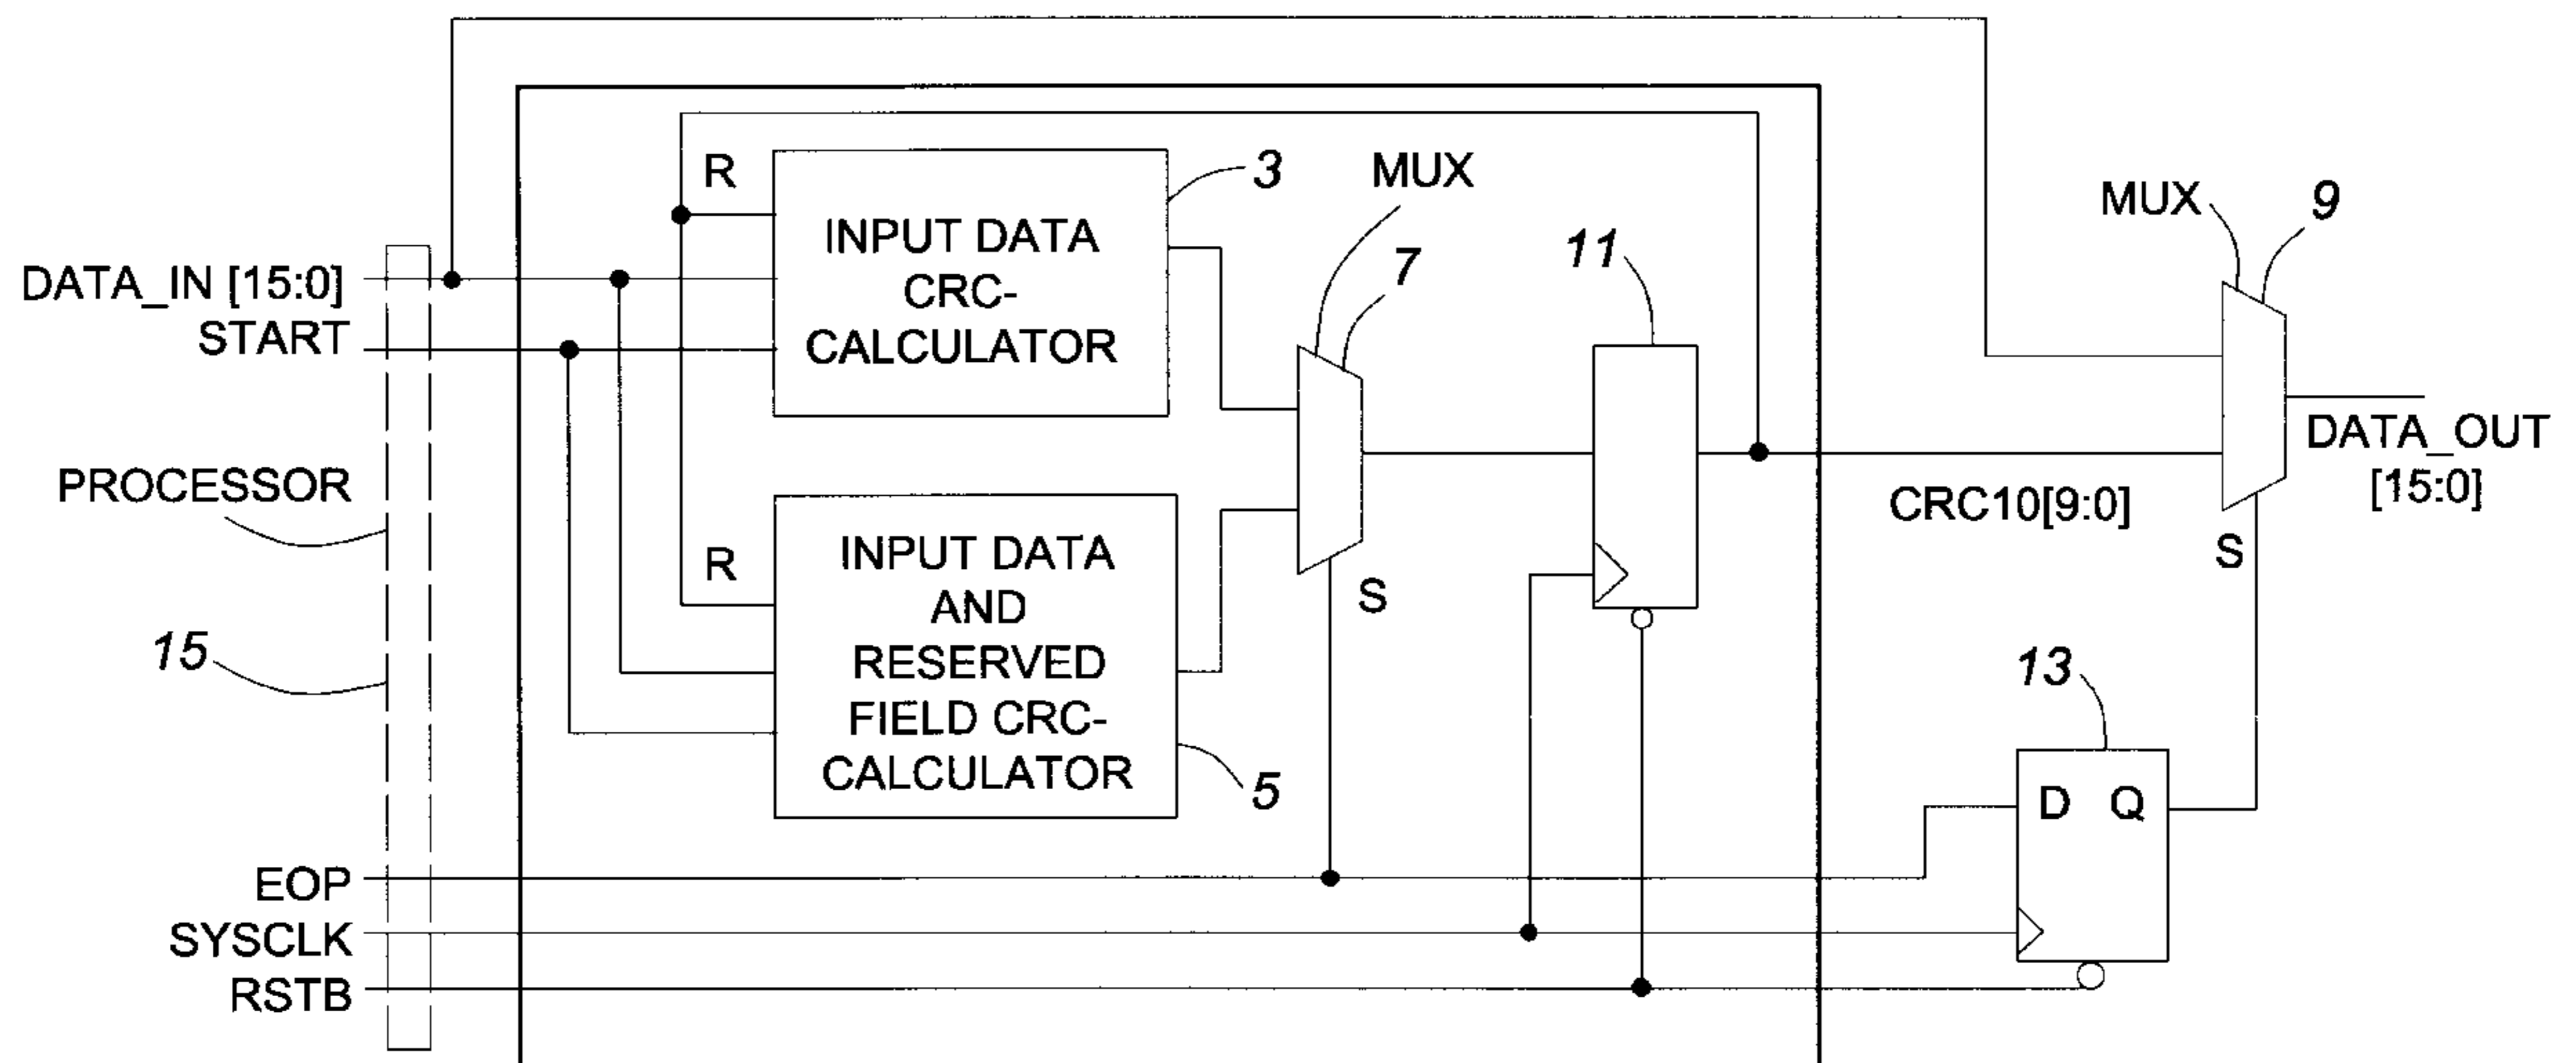 R
3
MUX
MUX
9
INPUT DATA
CRC-
CALCULATOR
7
11
DATA_IN [15:0]
START
DATA_OUT
[15:0]
PROCESSOR
CRC10[9:0]
R
INPUT DATA
AND
RESERVED
FIELD CRC-
CALCULATOR
S
S
15
13
5
D Q
EOP
SYSCLK
RSTB